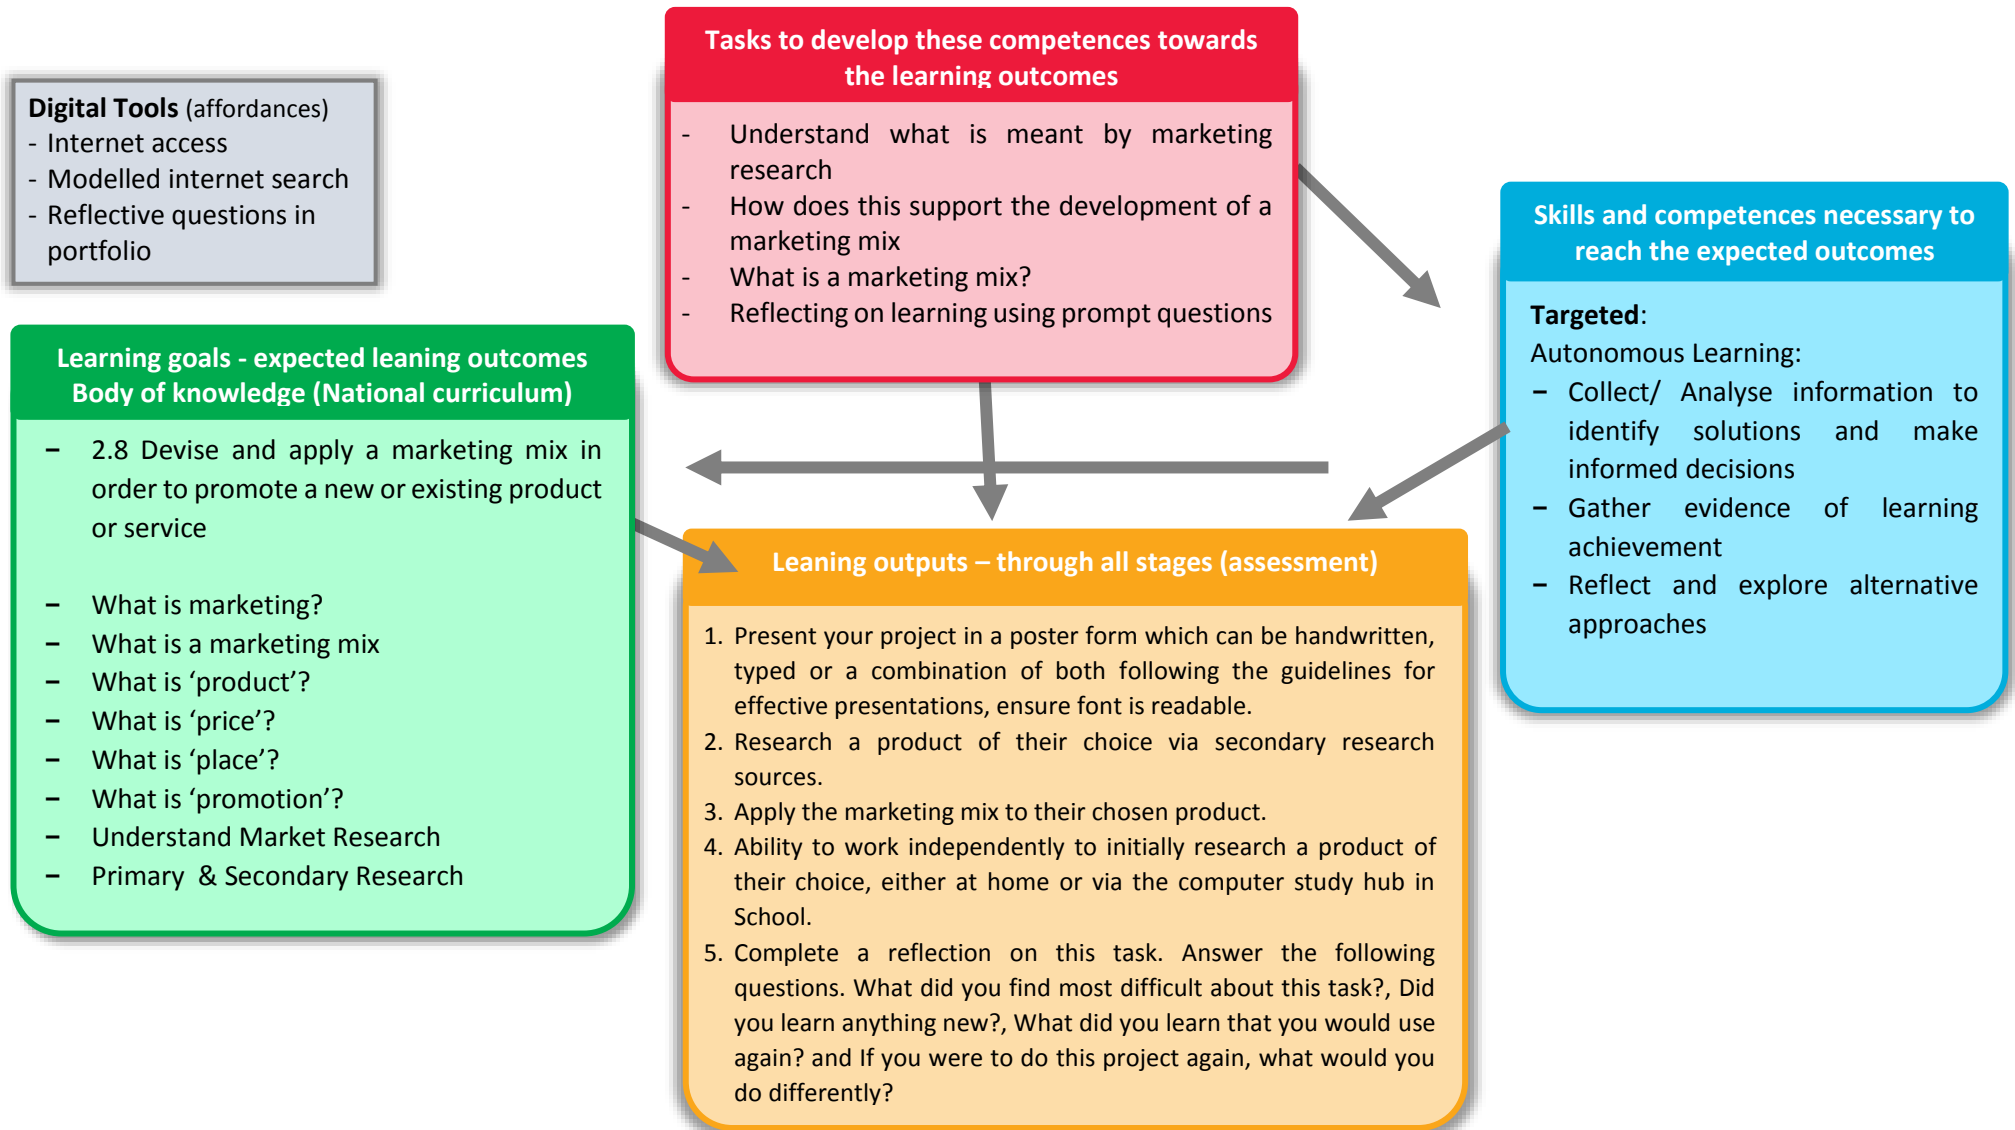 Digital Tools (affordances)
- Internet access
- Modelled internet search
- Reflective questions in
portfolio
Tasks to develop these competences towards
the learning outcomes
- Understand what is meant by marketing
research
- How does this support the development of a
marketing mix
- What is a marketing mix?
- Reflecting on learning using prompt questions
Skills and competences necessary to
reach the expected outcomes
Targeted:
Autonomous Learning:
– Collect/ Analyse information to
identify solutions and make
informed decisions
– Gather evidence of learning
achievement
– Reflect and explore alternative
approaches
Learning goals - expected leaning outcomes
Body of knowledge (National curriculum)
– 2.8 Devise and apply a marketing mix in
order to promote a new or existing product
or service
– What is marketing?
– What is a marketing mix
– What is ‘product’?
– What is ‘price’?
– What is ‘place’?
– What is ‘promotion’?
– Understand Market Research
– Primary & Secondary Research
Leaning outputs – through all stages (assessment)
1. Present your project in a poster form which can be handwritten,
typed or a combination of both following the guidelines for
effective presentations, ensure font is readable.
2. Research a product of their choice via secondary research
sources.
3. Apply the marketing mix to their chosen product.
4. Ability to work independently to initially research a product of
their choice, either at home or via the computer study hub in
School.
5. Complete a reflection on this task. Answer the following
questions. What did you find most difficult about this task?, Did
you learn anything new?, What did you learn that you would use
again? and If you were to do this project again, what would you
do differently?